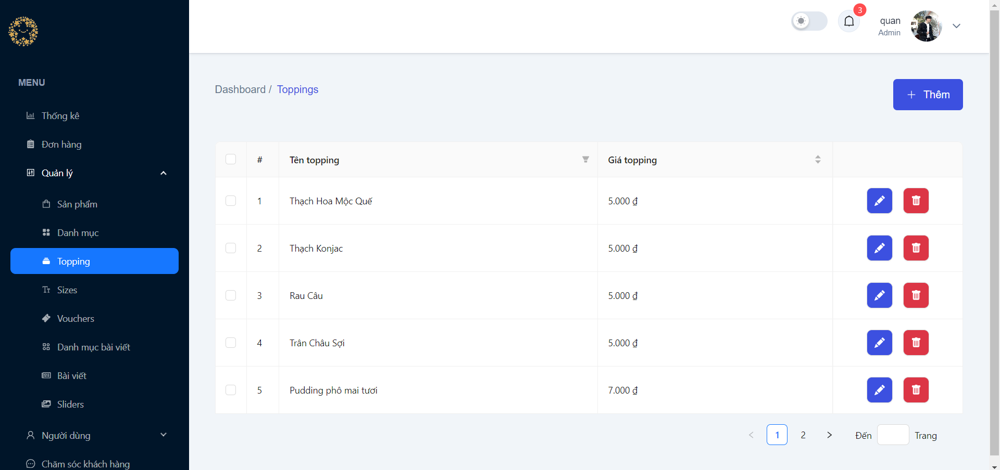 3
quan
Admin
MENU
Thống kê
Đơn hàng
Quản lý
Sản phẩm
Danh mục
Topping
Sizes
Vouchers
Danh mục bài viết
Bài viết
Sliders
Người dùng
Chăm sóc khách hàng
Dashboard / Toppings
Thêm
# Tên topping Giá topping
1 Thạch Hoa Mộc Quế 5.000 ₫
2 Thạch Konjac 5.000 ₫
3 Rau Câu 5.000 ₫
4 Trân Châu Sợi 5.000 ₫
5 Pudding phô mai tươi 7.000 ₫
1 2 Đến Trang